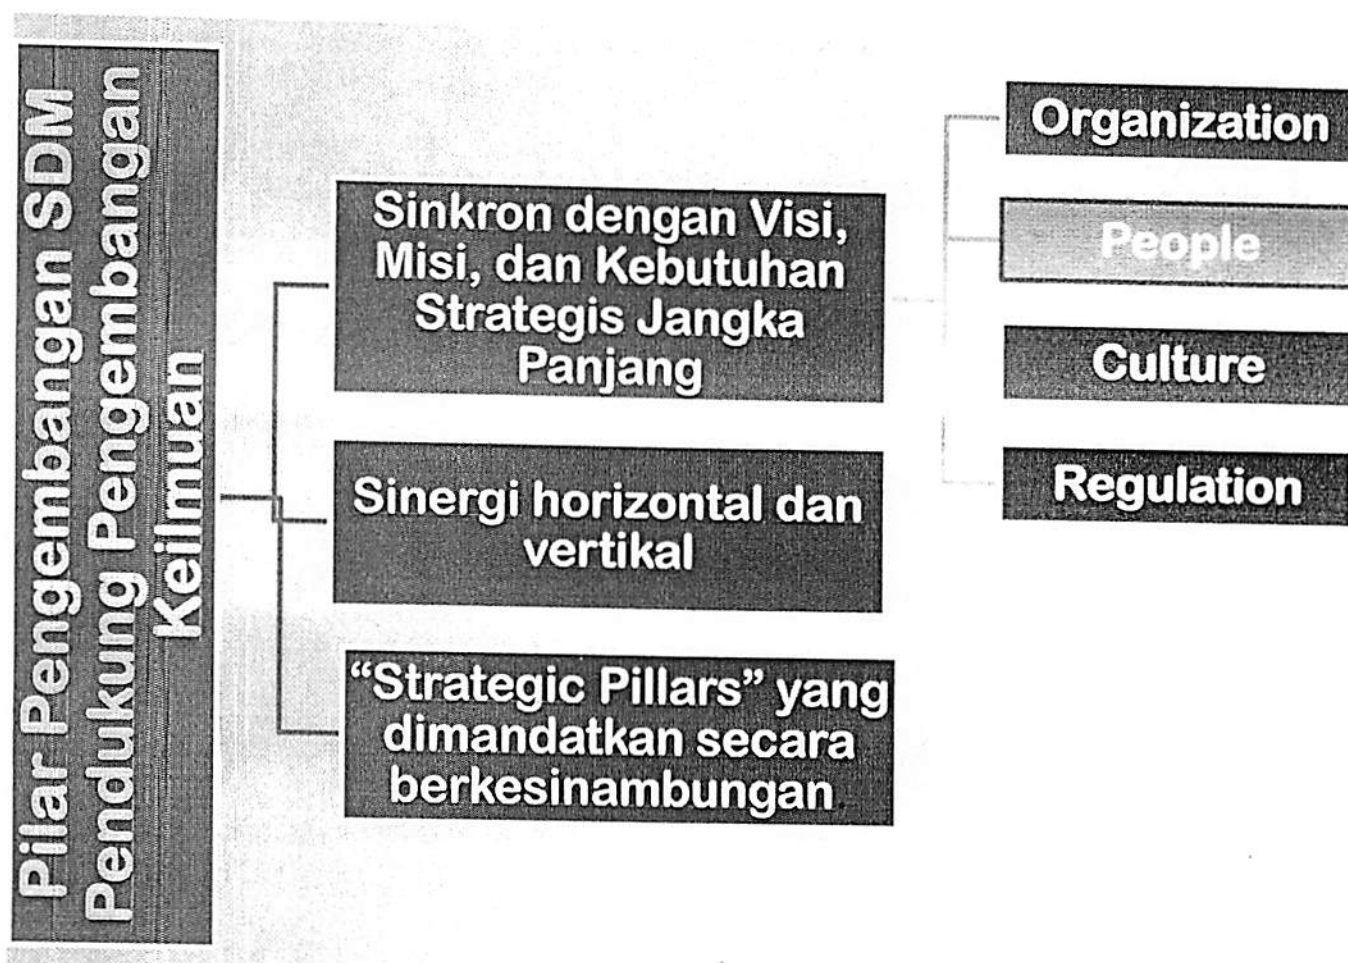 Pilar Pengembangan SDM
Pendukung Pengembangan
Keilmuan
Sinkron dengan Visi,
Misi, dan Kebutuhan
Strategis Jangka
Panjang
Sinergi horizontal dan
vertikal
“Strategic Pillars” yang
dimandatkan secara
berkesinambungan
Organization
People
Culture
Regulation